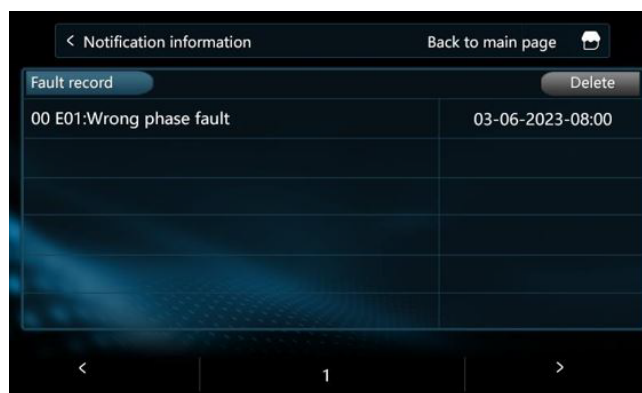 < Notification information Back to main page
Fault record Delete
00 E01:Wrong phase fault 03-06-2023-08:00
< 1 >